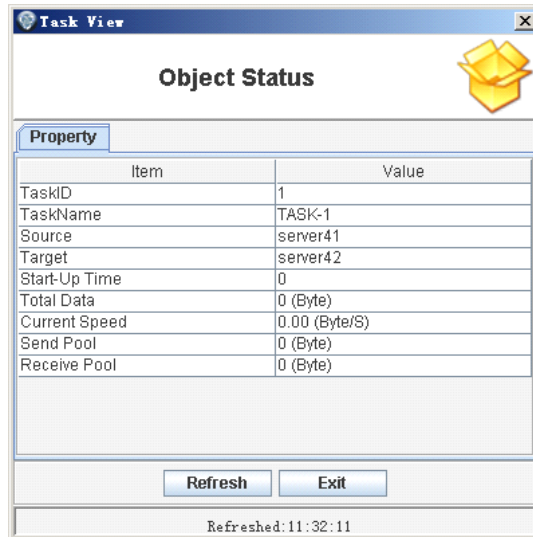 Task View
Object Status
Property
Item Value
TaskID 1
TaskName TASK-1
Source server41
Target server42
Start-Up Time 0
Total Data 0 (Byte)
Current Speed 0.00 (Byte/S)
Send Pool 0 (Byte)
Receive Pool 0 (Byte)
Refresh Exit
Refreshed:11:32:11